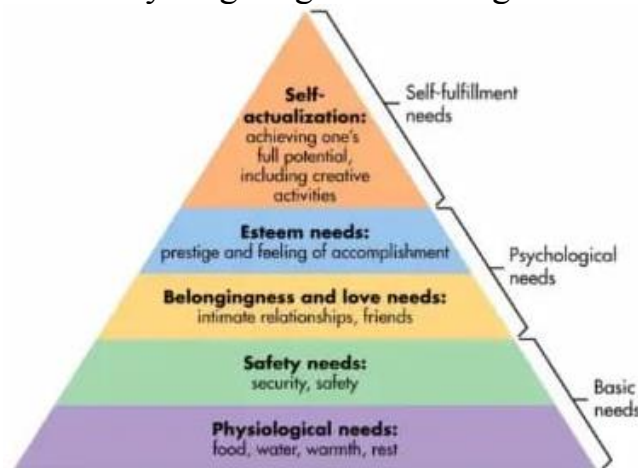 Self-
actualization:
achieving one's
full potential,
including creative
activities
Self-fulfillment
needs
Esteem needs:
prestige and feeling of accomplishment
Psychological
needs
Belongingness and love needs:
intimate relationships, friends
Safety needs:
security, safety
Basic
needs
Physiological needs:
food, water, warmth, rest